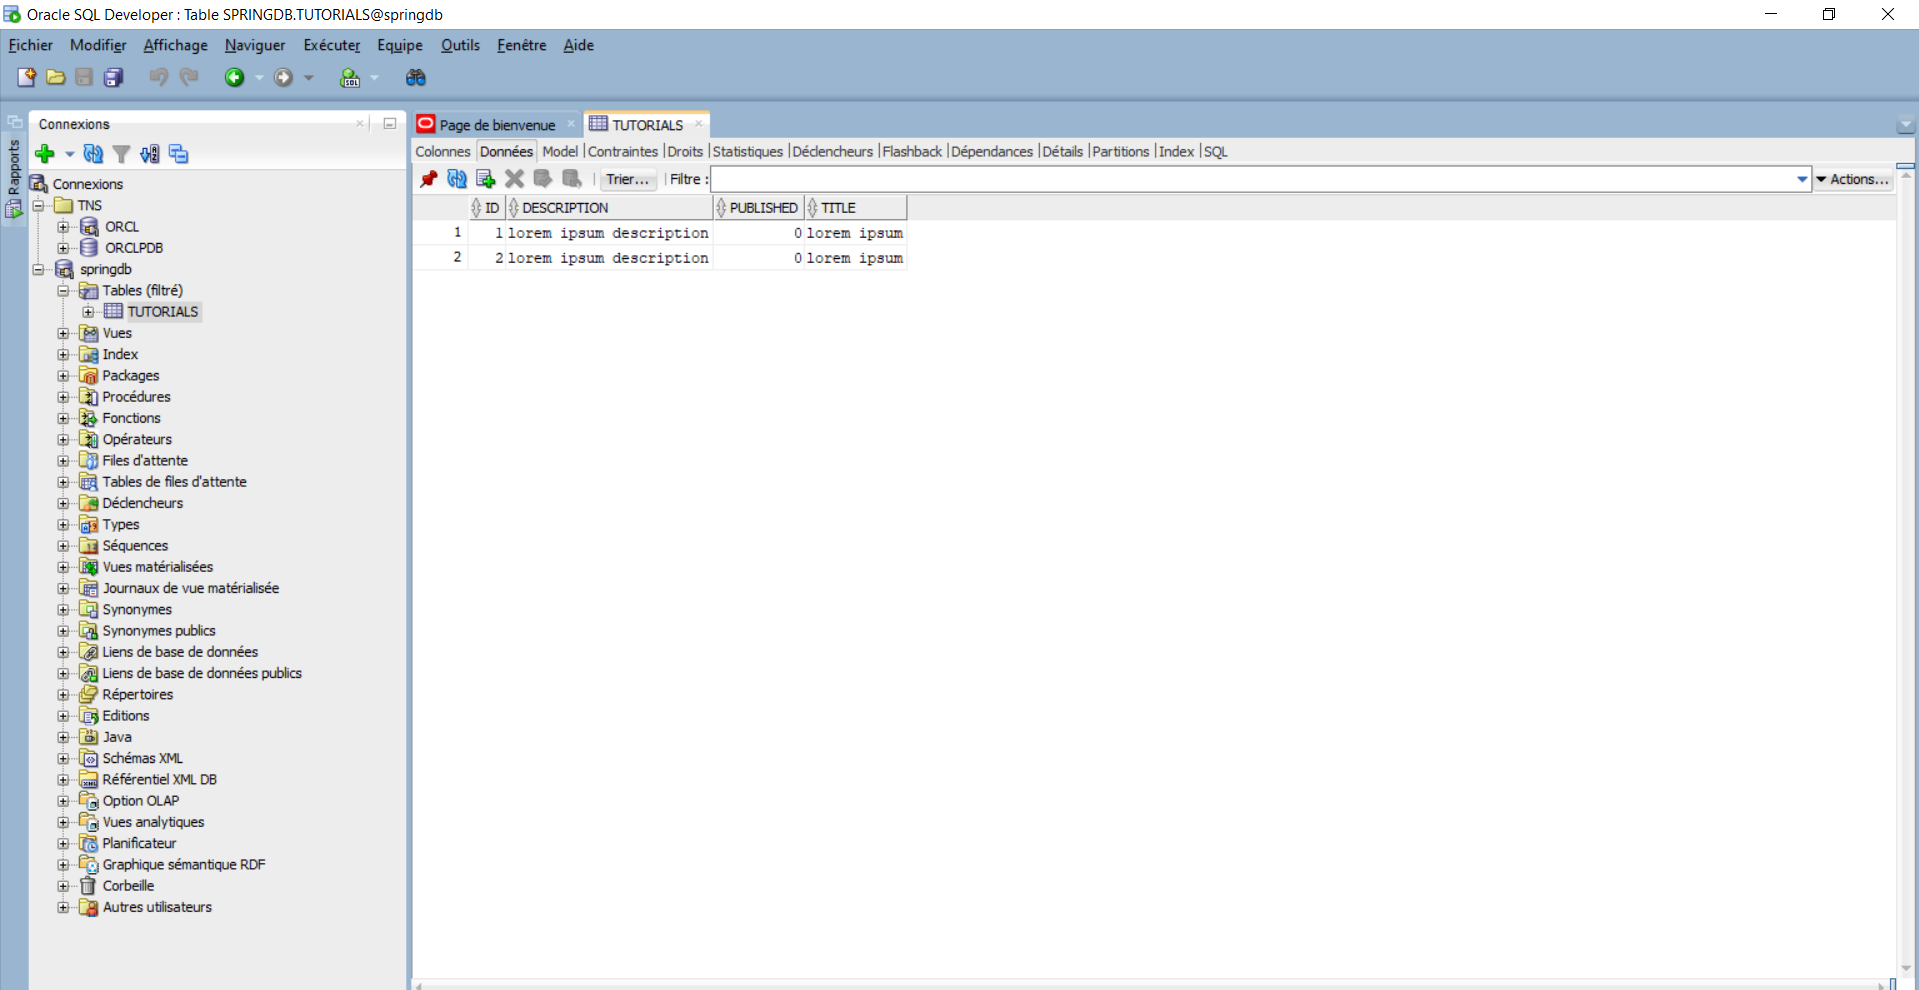 Oracle SQL Developer : Table SPRINGDB.TUTORIALS@springdb
Fichier Modifier Affichage Naviguer Exécuter Equipe Outils Fenêtre Aide
Rapports
Connexions
Connexions
TNS
ORCL
ORCLPDB
springdb
Tables (filtré)
TUTORIALS
Vues
Index
Packages
Procédures
Fonctions
Opérateurs
Files d'attente
Tables de files d'attente
Déclencheurs
Types
Séquences
Vues matérialisées
Journaux de vue matérialisée
Synonymes
Synonymes publics
Liens de base de données
Liens de base de données publics
Répertoires
Editions
Java
Schémas XML
Référentiel XML DB
Option OLAP
Vues analytiques
Planificateur
Graphique sémantique RDF
Corbeille
Autres utilisateurs
Page de bienvenue TUTORIALS
Colonnes Données Model Contraintes Droits Statistiques Déclencheurs Flashback Dépendances Détails Partitions Index SQL
Trier... Filtre : Actions...
ID DESCRIPTION PUBLISHED TITLE
1 1 lorem ipsum description 0 lorem ipsum
2 2 lorem ipsum description 0 lorem ipsum